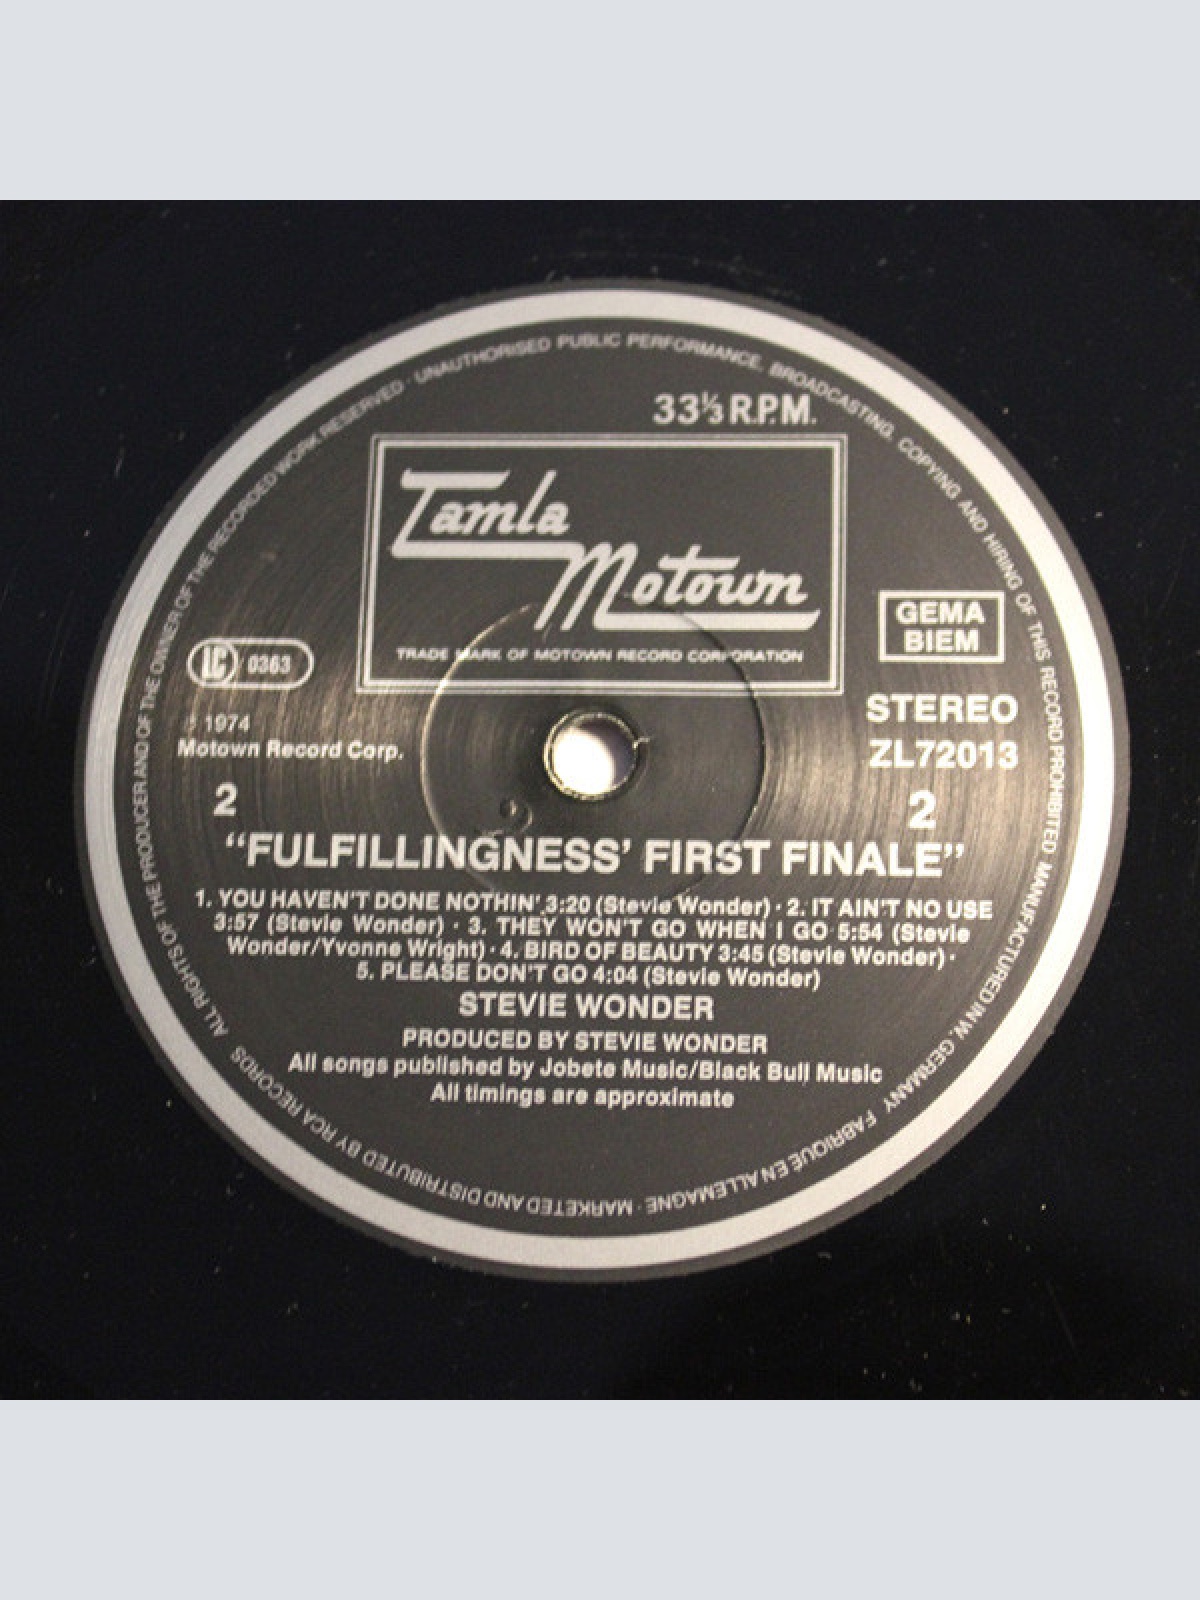 ALL RIGHTS OF THE PRODUCER AND OF THE OWNER OF THE RECORDED WORK RESERVED · UNAUTHORISED PUBLIC PERFORMANCE, BROADCASTING, COPYING AND HIRING OF THIS RECORD PROHIBITED MANUFACTURED IN W. GERMANY FABRIQUÉ EN ALLEMAGNE · MARKETED AND DISTRIBUTED BY RCA RECORDS
33⅓ R.P.M.
Tamla
Motown
TRADE MARK OF MOTOWN RECORD CORPORATION
GEMA
BIEM
LC 0363
STEREO
ZL72013
℗ 1974
Motown Record Corp.
2 2
"FULFILLINGNESS' FIRST FINALE"
1. YOU HAVEN'T DONE NOTHIN' 3:20 (Stevie Wonder) · 2. IT AIN'T NO USE
3:57 (Stevie Wonder) · 3. THEY WON'T GO WHEN I GO 5:54 (Stevie
Wonder/Yvonne Wright) · 4. BIRD OF BEAUTY 3:45 (Stevie Wonder) ·
5. PLEASE DON'T GO 4:04 (Stevie Wonder)
STEVIE WONDER
PRODUCED BY STEVIE WONDER
All songs published by Jobete Music/Black Bull Music
All timings are approximate